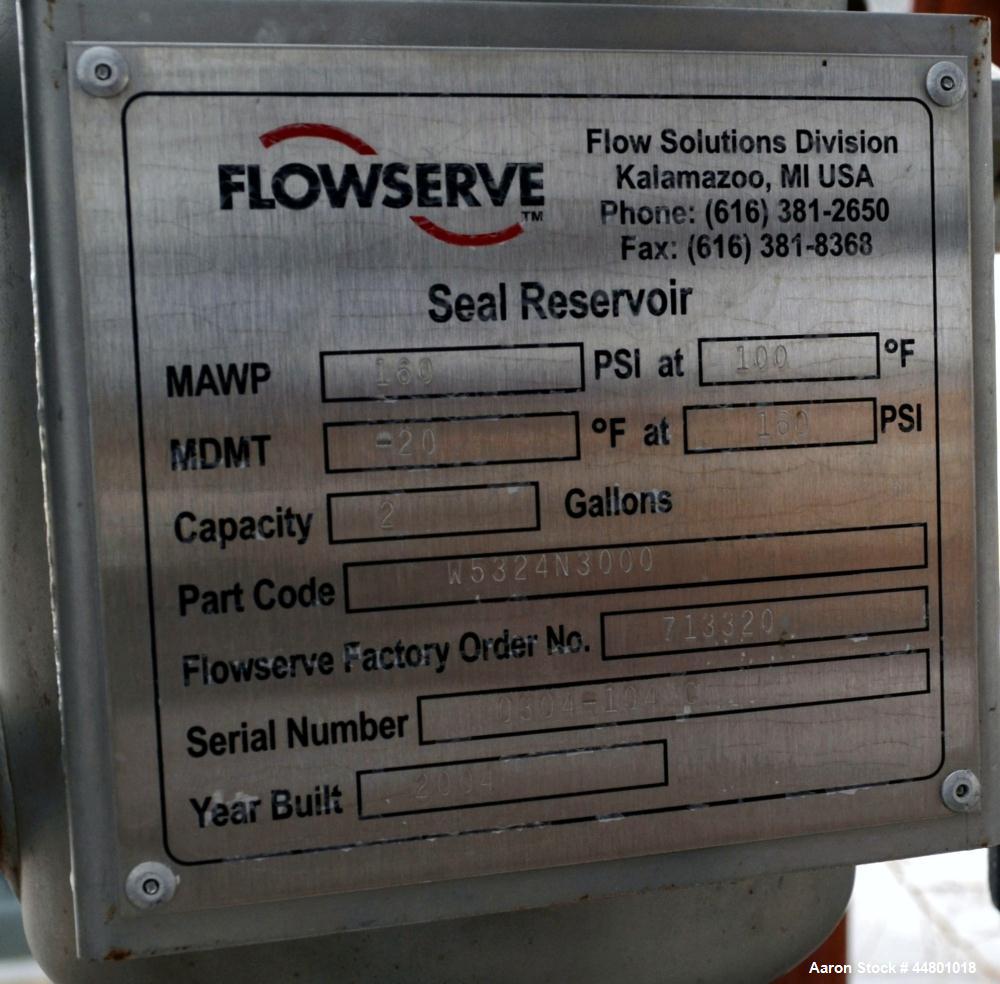 FLOWSERVE™
Flow Solutions Division
Kalamazoo, MI USA
Phone: (616) 381-2650
Fax: (616) 381-8368
Seal Reservoir
MAWP 160 PSI at 100 °F
MDMT -20 °F at 160 PSI
Capacity 2 Gallons
Part Code W5324N3000
Flowserve Factory Order No. 713320
Serial Number
Year Built 2004
Aaron Stock # 44801018